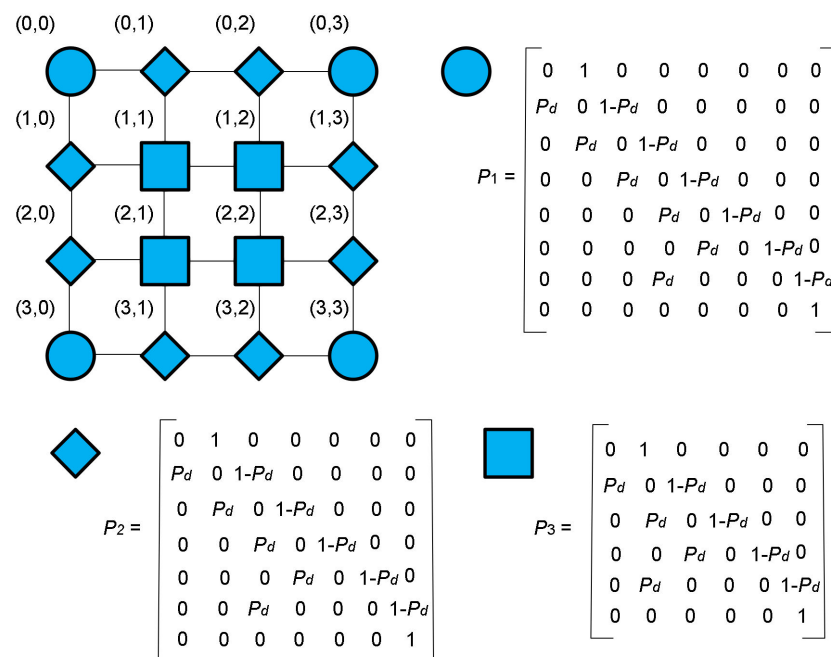 (0,0) (0,1) (0,2) (0,3)
(1,0) (1,1) (1,2) (1,3)
(2,0) (2,1) (2,2) (2,3)
(3,0) (3,1) (3,2) (3,3)
P1 =
0 1 0 0 0 0 0 0
Pd 0 1-Pd 0 0 0 0 0
0 Pd 0 1-Pd 0 0 0 0
0 0 Pd 0 1-Pd 0 0 0
0 0 0 Pd 0 1-Pd 0 0
0 0 0 0 Pd 0 1-Pd 0
0 0 0 Pd 0 0 0 1-Pd
0 0 0 0 0 0 0 1
P2 =
0 1 0 0 0 0 0
Pd 0 1-Pd 0 0 0 0
0 Pd 0 1-Pd 0 0 0
0 0 Pd 0 1-Pd 0 0
0 0 0 Pd 0 1-Pd 0
0 0 Pd 0 0 0 1-Pd
0 0 0 0 0 0 1
P3 =
0 1 0 0 0 0
Pd 0 1-Pd 0 0 0
0 Pd 0 1-Pd 0 0
0 0 Pd 0 1-Pd 0
0 Pd 0 0 0 1-Pd
0 0 0 0 0 1